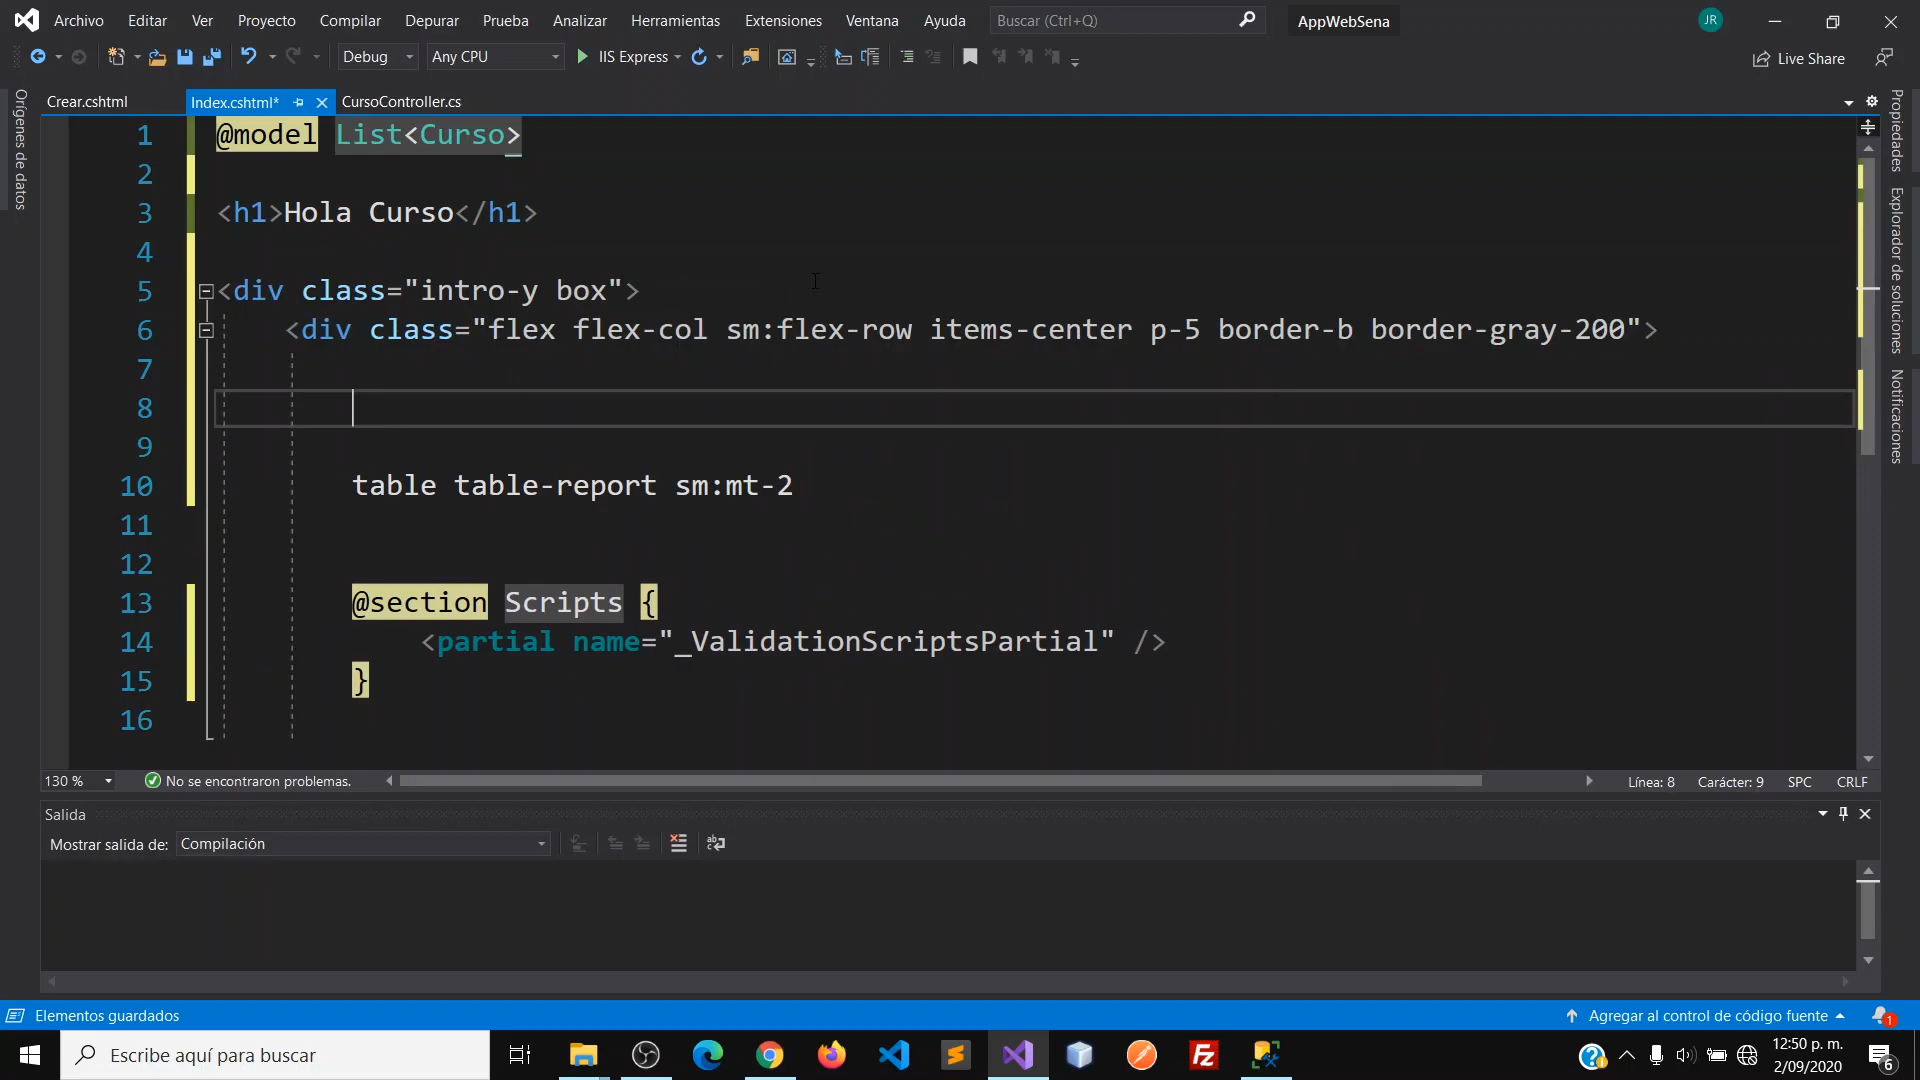 Archivo Editar Ver Proyecto Compilar Depurar Prueba Analizar Herramientas Extensiones Ventana Ayuda Buscar (Ctrl+Q) AppWebSena JR
Debug Any CPU IIS Express Live Share
Orígenes de datos
Crear.cshtml Index.cshtml* CursoController.cs
1 @model List<Curso>
2
3 <h1>Hola Curso</h1>
4
5 <div class="intro-y box">
6 <div class="flex flex-col sm:flex-row items-center p-5 border-b border-gray-200">
7
8
9
10 table table-report sm:mt-2
11
12
13 @section Scripts {
14 <partial name="_ValidationScriptsPartial" />
15 }
16
Propiedades
Explorador de soluciones
Notificaciones
130 % No se encontraron problemas. Línea: 8 Carácter: 9 SPC CRLF
Salida
Mostrar salida de: Compilación
Elementos guardados Agregar al control de código fuente 1
Escribe aquí para buscar
12:50 p. m.
2/09/2020
6